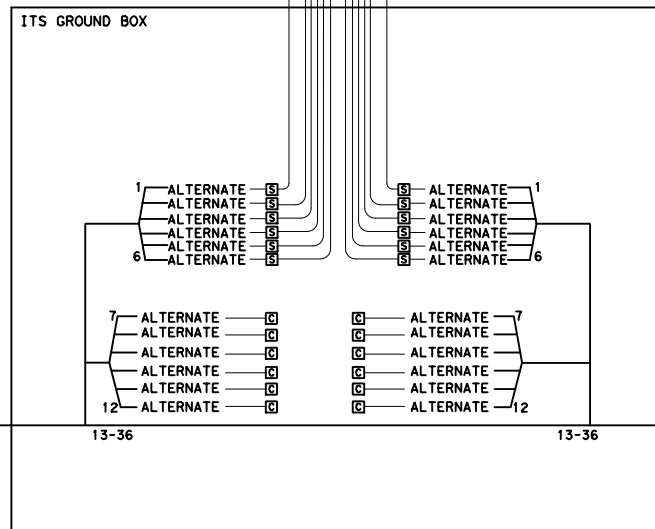 ITS GROUND BOX
1 ALTERNATE S S ALTERNATE 1
ALTERNATE S S ALTERNATE
ALTERNATE S S ALTERNATE
ALTERNATE S S ALTERNATE
ALTERNATE S S ALTERNATE
6 ALTERNATE S S ALTERNATE 6
7 ALTERNATE C C ALTERNATE 7
ALTERNATE C C ALTERNATE
ALTERNATE C C ALTERNATE
ALTERNATE C C ALTERNATE
ALTERNATE C C ALTERNATE
12 ALTERNATE C C ALTERNATE 12
13-36 13-36